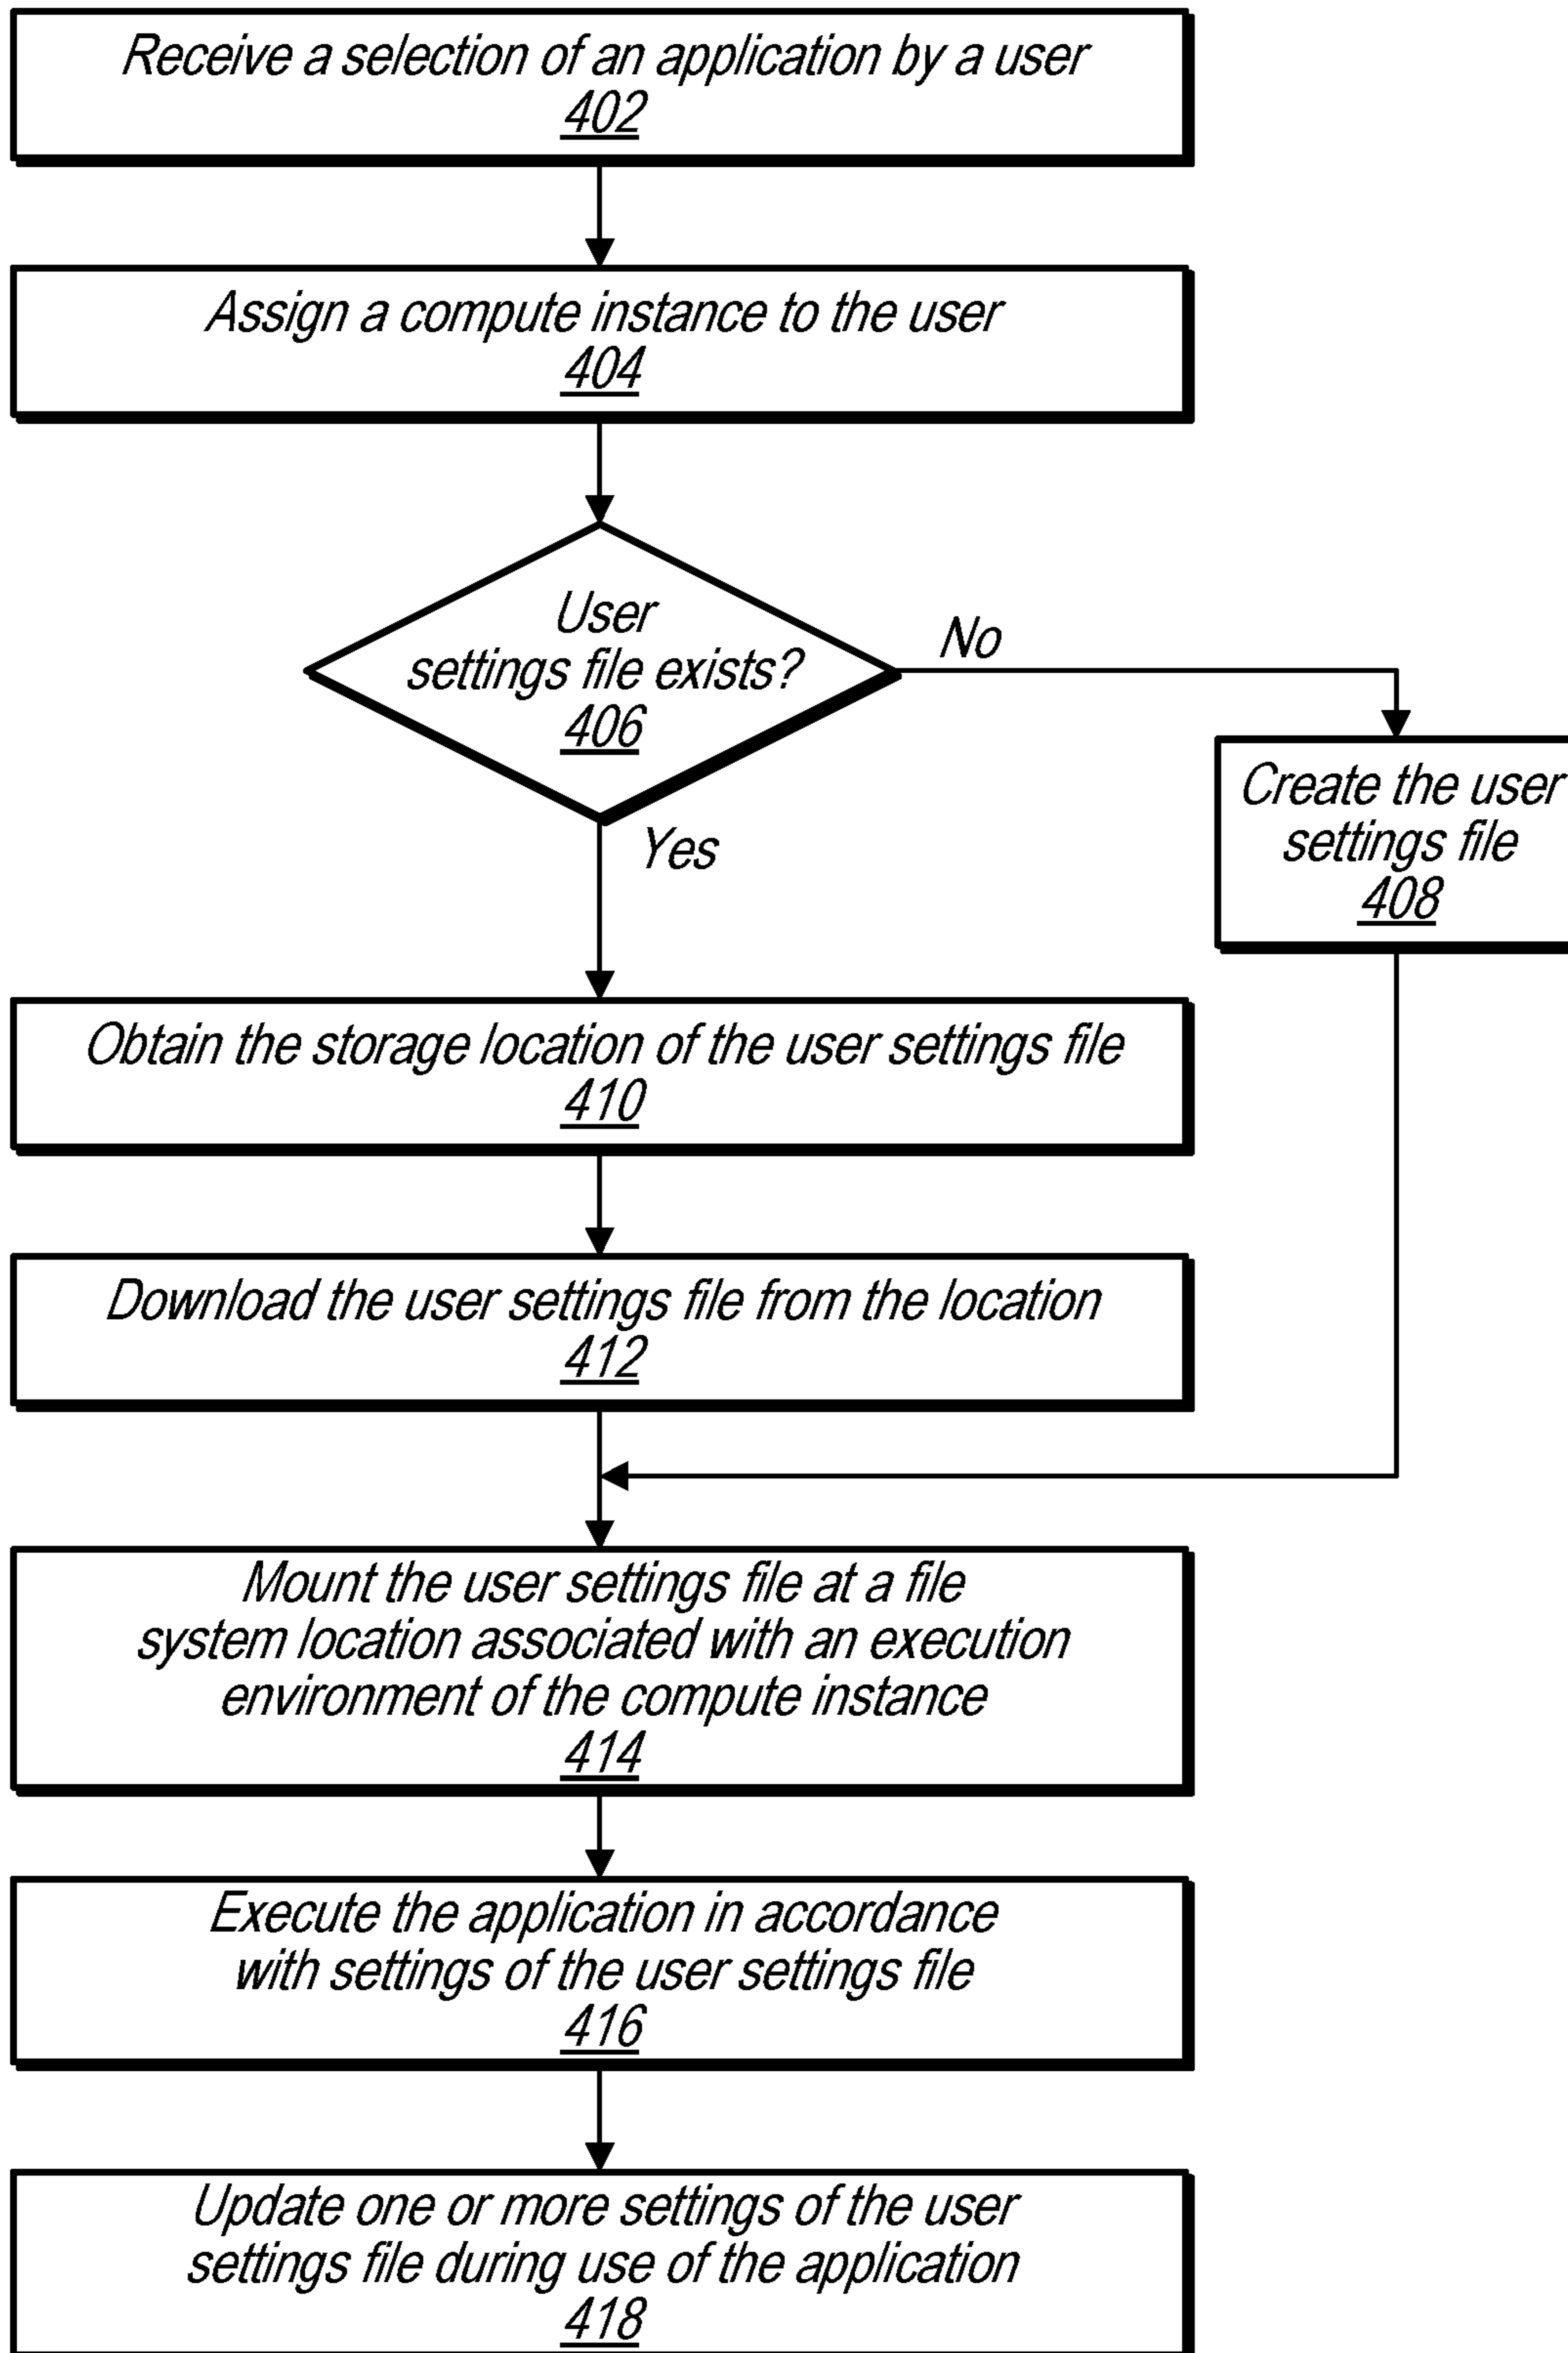 Receive a selection of an application by a user
402
Assign a compute instance to the user
404
User
settings file exists?
406
No
Yes
Create the user
settings file
408
Obtain the storage location of the user settings file
410
Download the user settings file from the location
412
Mount the user settings file at a file
system location associated with an execution
environment of the compute instance
414
Execute the application in accordance
with settings of the user settings file
416
Update one or more settings of the user
settings file during use of the application
418